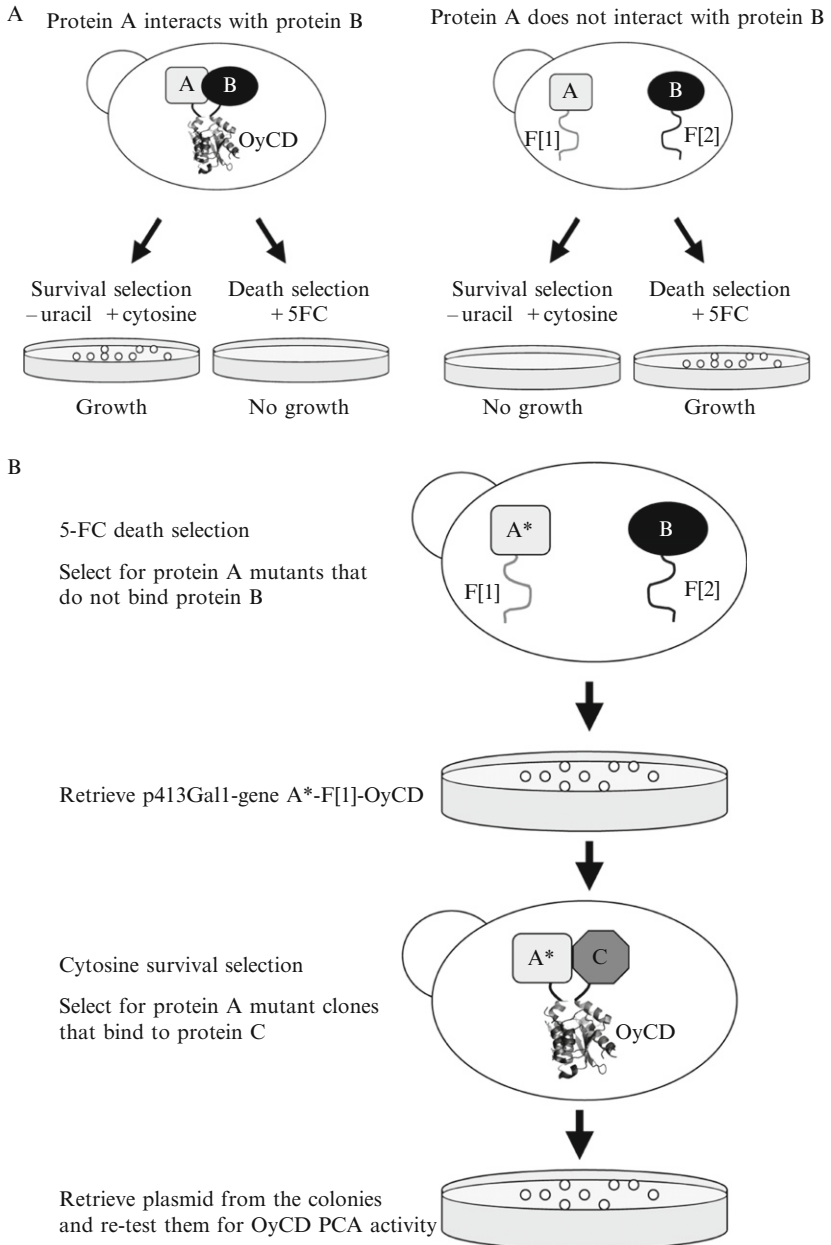 A
Protein A interacts with protein B
A
B
OyCD
Survival selection
– uracil + cytosine
Growth
Death selection
+ 5FC
No growth
Protein A does not interact with protein B
A
B
F[1]
F[2]
Survival selection
– uracil + cytosine
No growth
Death selection
+ 5FC
Growth
B
5-FC death selection
Select for protein A mutants that
do not bind protein B
A*
B
F[1]
F[2]
Retrieve p413Gal1-gene A*-F[1]-OyCD
Cytosine survival selection
Select for protein A mutant clones
that bind to protein C
A*
C
OyCD
Retrieve plasmid from the colonies
and re-test them for OyCD PCA activity